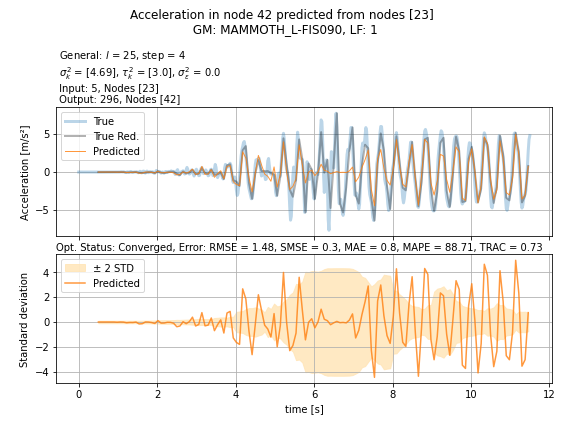 Acceleration in node 42 predicted from nodes [23]
GM: MAMMOTH_L-FIS090, LF: 1
General: l = 25, step = 4
σ_k² = [4.69], τ_k² = [3.0], σ_ε² = 0.0
Input: 5, Nodes [23]
Output: 296, Nodes [42]
Acceleration [m/s²]
5
0
−5
True
True Red.
Predicted
Opt. Status: Converged, Error: RMSE = 1.48, SMSE = 0.3, MAE = 0.8, MAPE = 88.71, TRAC = 0.73
Standard deviation
4
2
0
−2
−4
± 2 STD
Predicted
0 2 4 6 8 10 12
time [s]